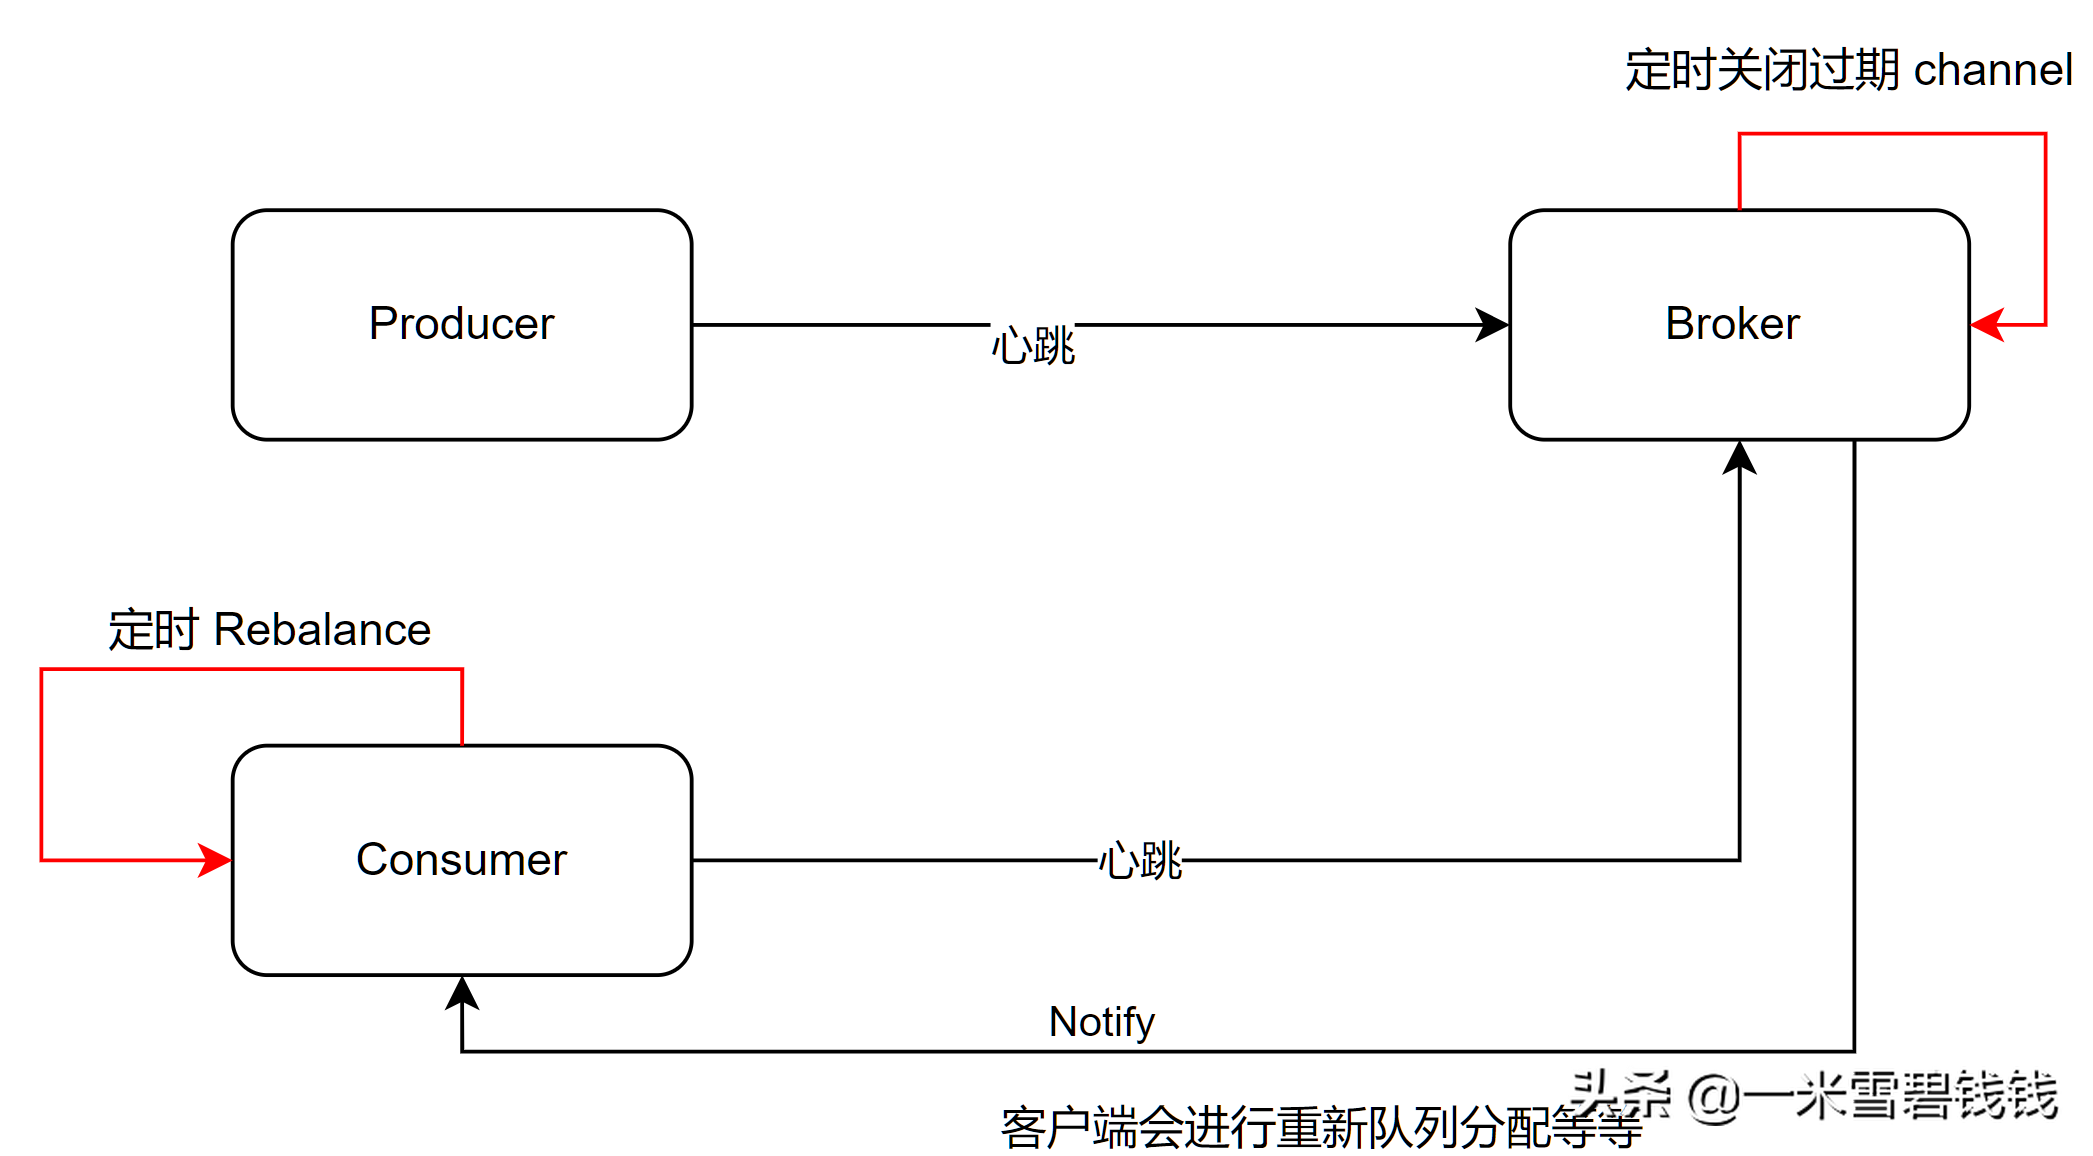 定时关闭过期 channel
Producer
心跳
Broker
定时 Rebalance
Consumer
心跳
Notify
头条 @一米雪碧钱钱
客户端会进行重新队列分配等等